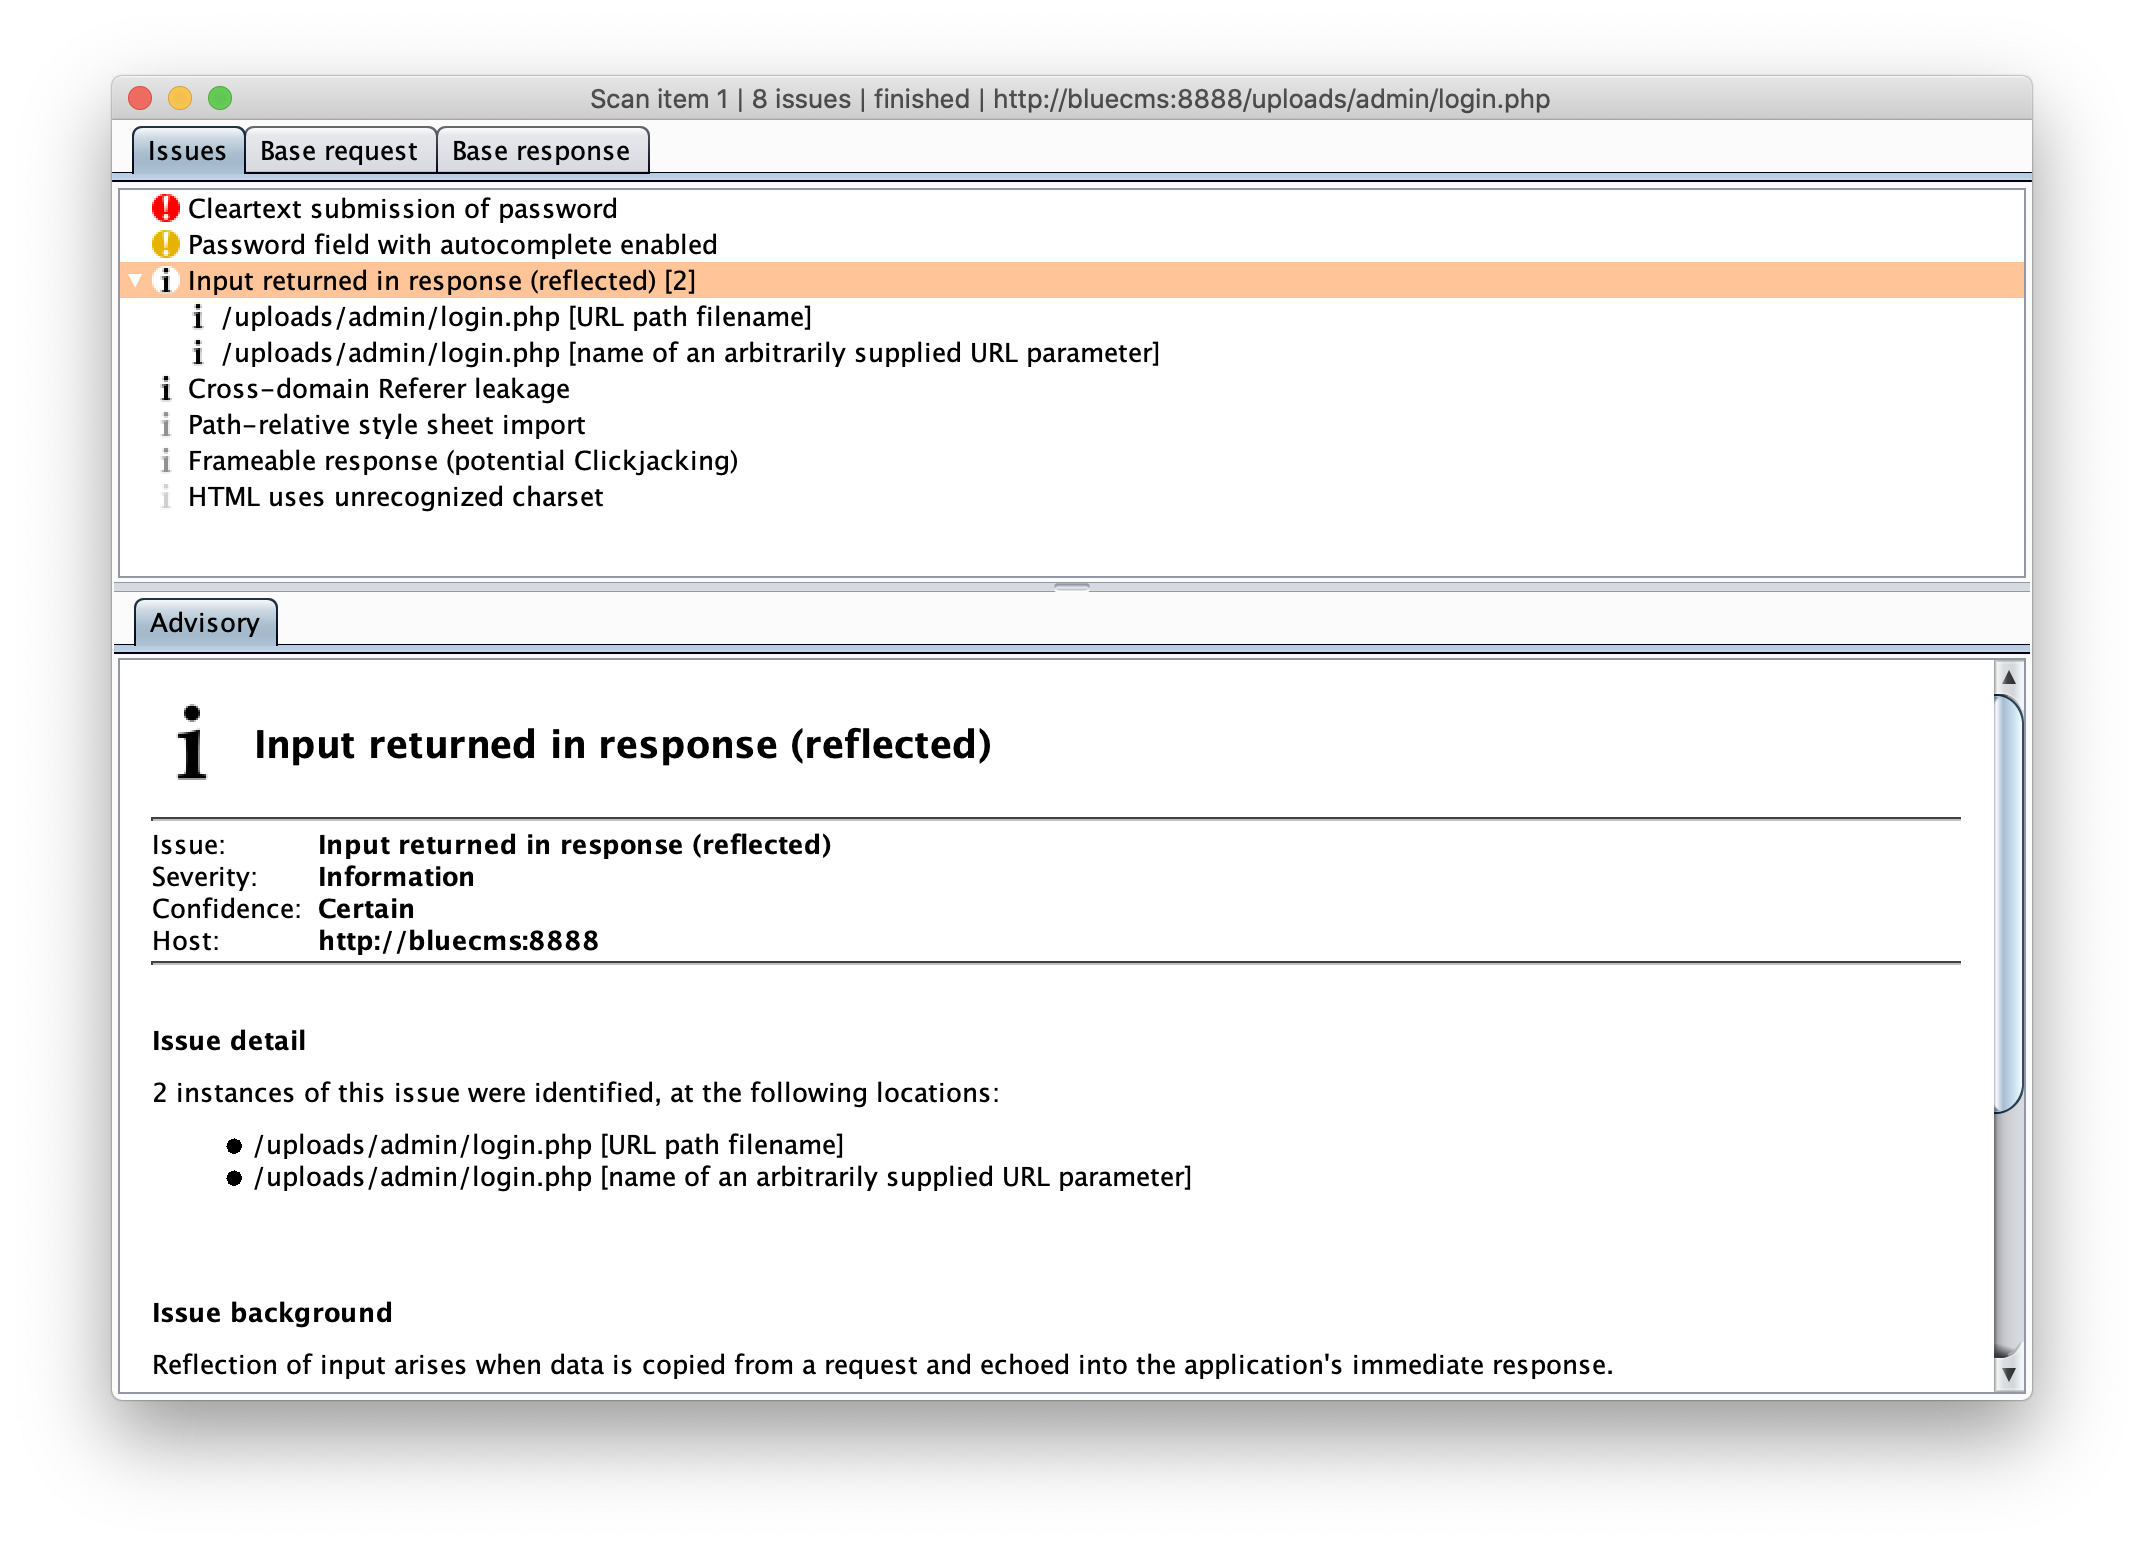 Scan item 1 | 8 issues | finished | http://bluecms:8888/uploads/admin/login.php
Issues Base request Base response
Cleartext submission of password
Password field with autocomplete enabled
Input returned in response (reflected) [2]
/uploads/admin/login.php [URL path filename]
/uploads/admin/login.php [name of an arbitrarily supplied URL parameter]
Cross-domain Referer leakage
Path-relative style sheet import
Frameable response (potential Clickjacking)
HTML uses unrecognized charset
Advisory
Input returned in response (reflected)
Issue: Input returned in response (reflected)
Severity: Information
Confidence: Certain
Host: http://bluecms:8888
Issue detail
2 instances of this issue were identified, at the following locations:
/uploads/admin/login.php [URL path filename]
/uploads/admin/login.php [name of an arbitrarily supplied URL parameter]
Issue background
Reflection of input arises when data is copied from a request and echoed into the application's immediate response.